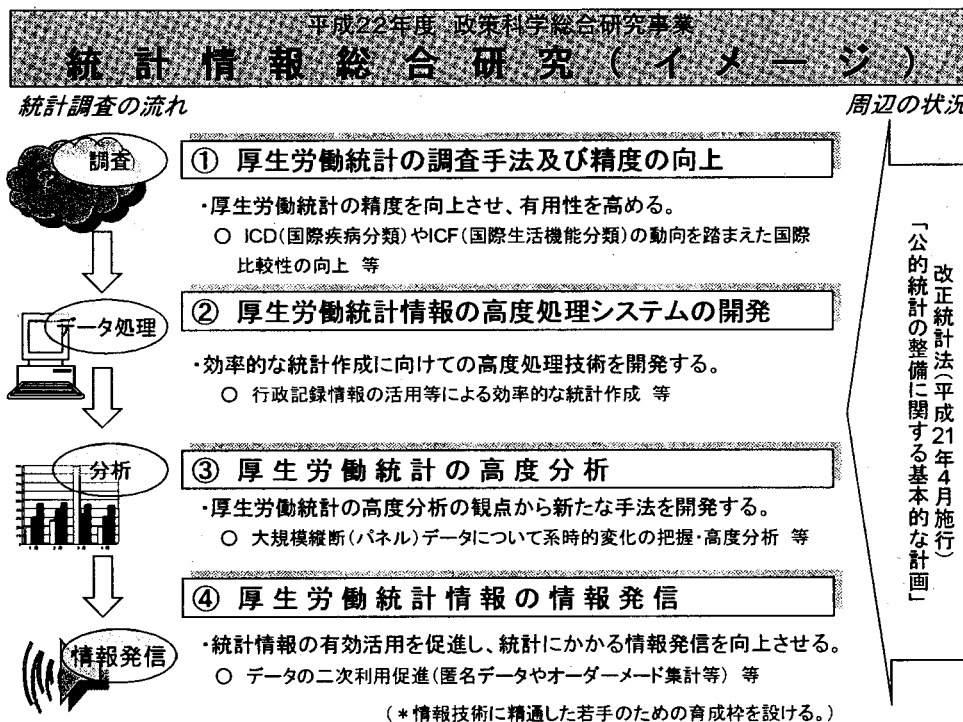 平成22年度 政策科学総合研究事業
統計情報総合研究(イメージ)
統計調査の流れ
周辺の状況
調査
① 厚生労働統計の調査手法及び精度の向上
・厚生労働統計の精度を向上させ、有用性を高める。
○ ICD(国際疾病分類)やICF(国際生活機能分類)の動向を踏まえた国際
比較性の向上 等
データ処理
② 厚生労働統計情報の高度処理システムの開発
・効率的な統計作成に向けての高度処理技術を開発する。
○ 行政記録情報の活用等による効率的な統計作成 等
分析
1月 2月 3月 4月
③ 厚生労働統計の高度分析
・厚生労働統計の高度分析の観点から新たな手法を開発する。
○ 大規模縦断(パネル)データについて系時的変化の把握・高度分析 等
情報発信
④ 厚生労働統計情報の情報発信
・統計情報の有効活用を促進し、統計にかかる情報発信を向上させる。
○ データの二次利用促進(匿名データやオーダーメード集計等) 等
(*情報技術に精通した若手のための育成枠を設ける。)
改正統計法(平成21年4月施行)
「公的統計の整備に関する基本的な計画」